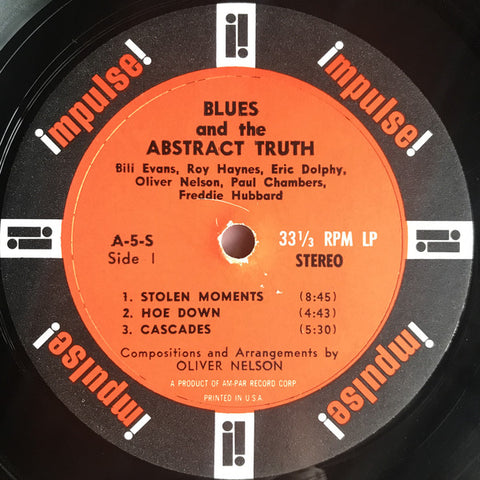 impulse!
impulse!
BLUES
and the
ABSTRACT TRUTH
Bill Evans, Roy Haynes, Eric Dolphy,
Oliver Nelson, Paul Chambers,
Freddie Hubbard
A-5-S
Side 1
33 1/3 RPM LP
STEREO
1. STOLEN MOMENTS (8:45)
2. HOE DOWN (4:43)
3. CASCADES (5:30)
Compositions and Arrangements by
OLIVER NELSON
A PRODUCT OF AM-PAR RECORD CORP
PRINTED IN U.S.A
impulse!
impulse!
i!
i!
i!
i!